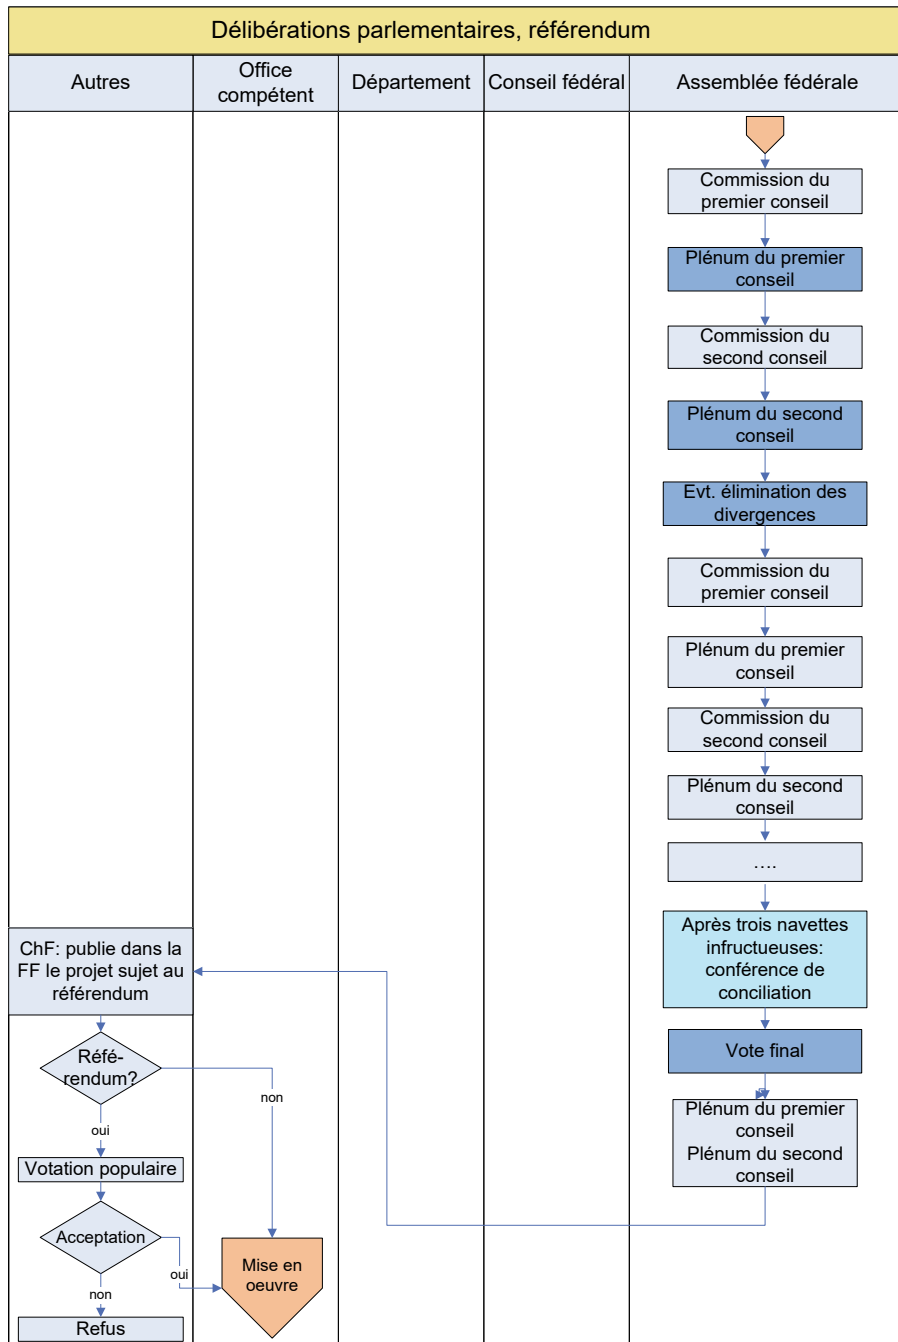 Délibérations parlementaires, référendum
Autres
Office
compétent
Département
Conseil fédéral
Assemblée fédérale
Commission du
premier conseil
Plénum du premier
conseil
Commission du
second conseil
Plénum du second
conseil
Evt. élimination des
divergences
Commission du
premier conseil
Plénum du premier
conseil
Commission du
second conseil
Plénum du second
conseil
....
Après trois navettes
infructueuses:
conférence de
conciliation
Vote final
Plénum du premier
conseil
Plénum du second
conseil
ChF: publie dans la
FF le projet sujet au
référendum
Réfé-
rendum?
non
oui
Votation populaire
Acceptation
oui
non
Refus
Mise en
oeuvre